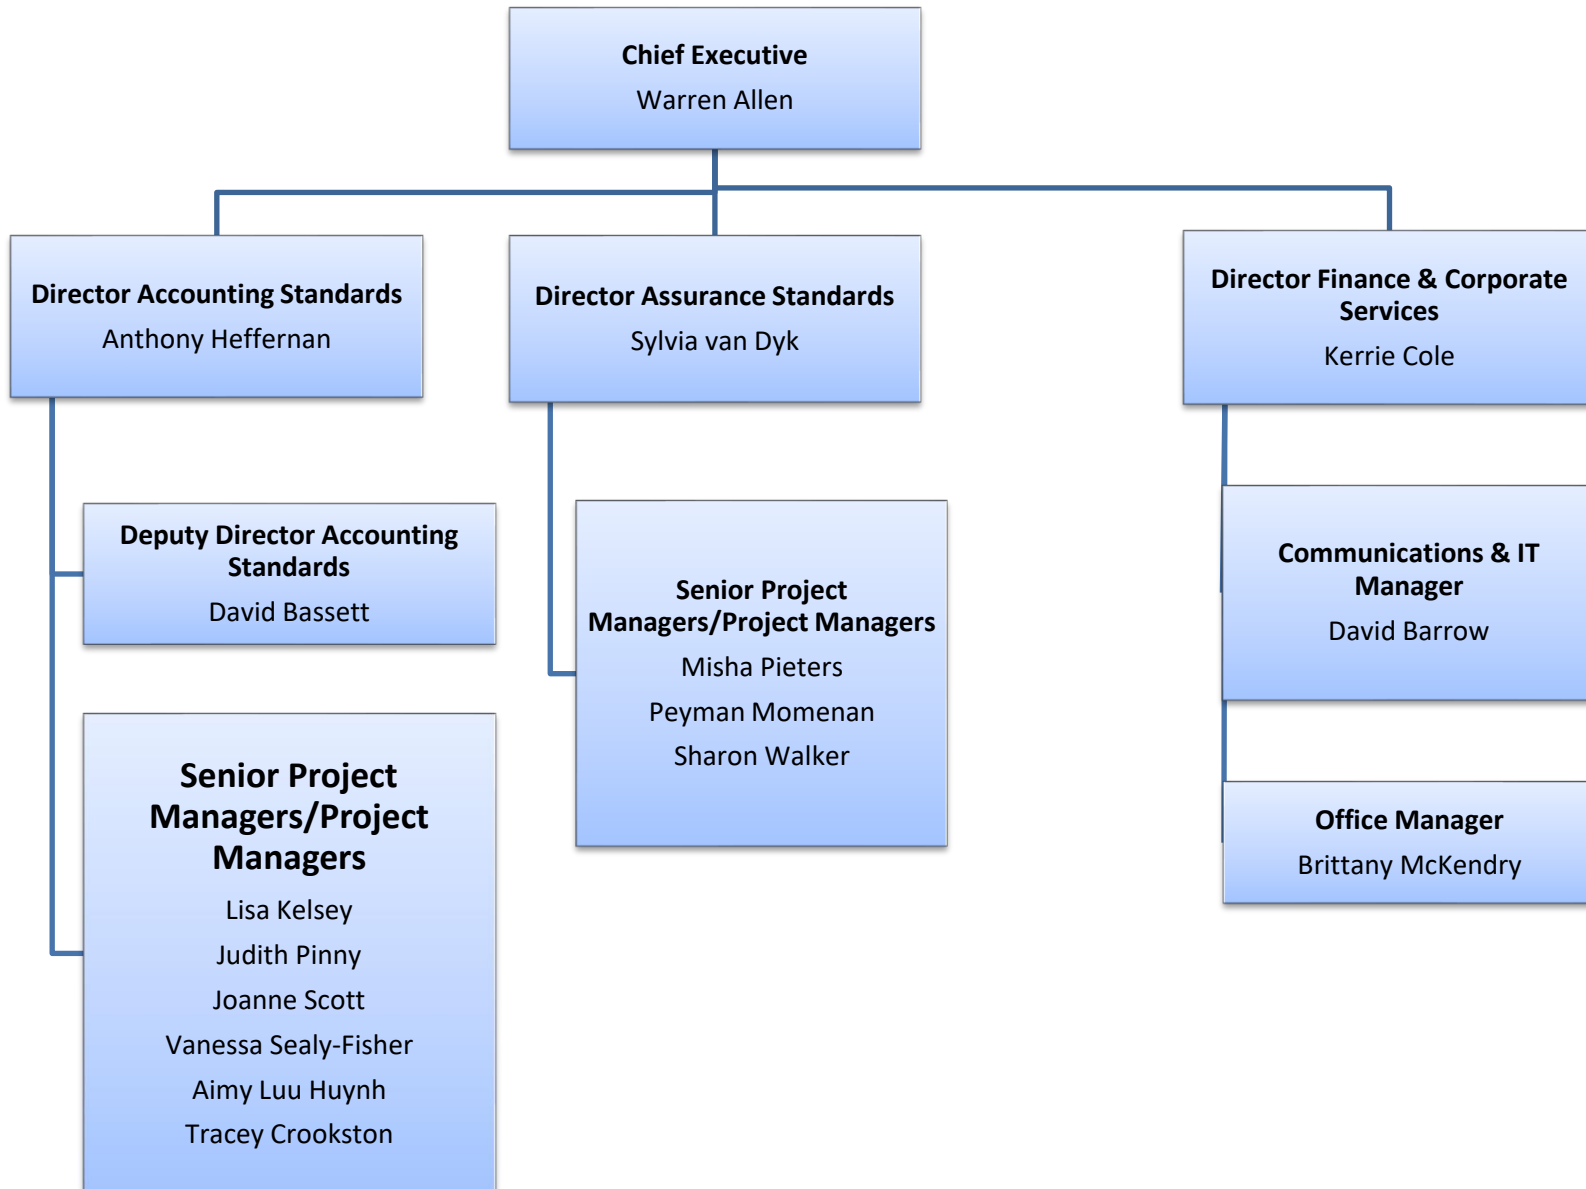 Chief Executive
Warren Allen
Director Accounting Standards
Anthony Heffernan
Director Assurance Standards
Sylvia van Dyk
Director Finance & Corporate
Services
Kerrie Cole
Deputy Director Accounting
Standards
David Bassett
Senior Project
Managers/Project
Managers
Lisa Kelsey
Judith Pinny
Joanne Scott
Vanessa Sealy-Fisher
Aimy Luu Huynh
Tracey Crookston
Senior Project
Managers/Project Managers
Misha Pieters
Peyman Momenan
Sharon Walker
Communications & IT
Manager
David Barrow
Office Manager
Brittany McKendry